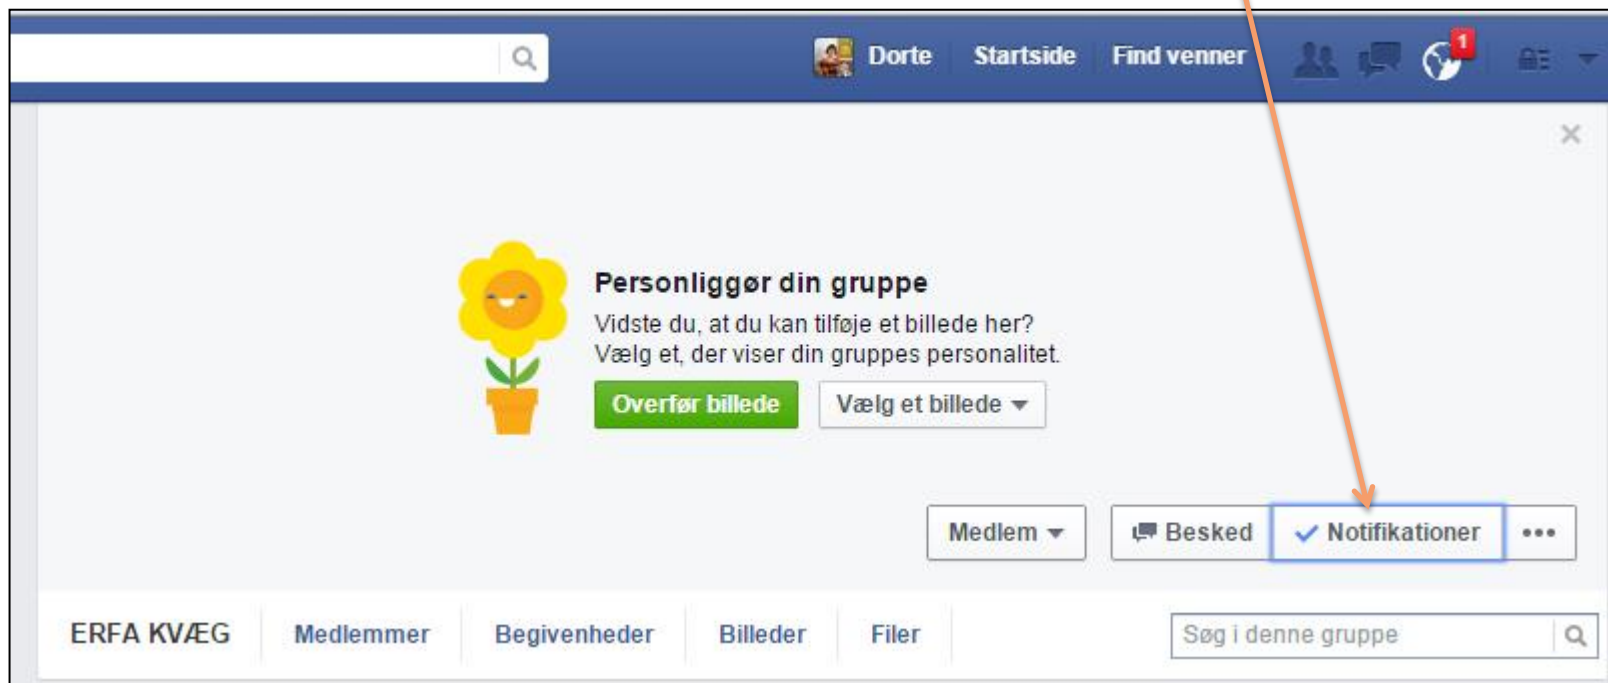 Dorte Startside Find venner 1
Personliggør din gruppe
Vidste du, at du kan tilføje et billede her?
Vælg et, der viser din gruppes personalitet.
Overfør billede Vælg et billede
Medlem Besked Notifikationer
ERFA KVÆG Medlemmer Begivenheder Billeder Filer Søg i denne gruppe